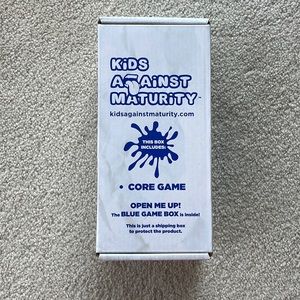 KiDS
AGAiNST
MATURiTY™
kidsagainstmaturity.com
THIS BOX
INCLUDES:
• CORE GAME
OPEN ME UP!
The BLUE GAME BOX is inside!
This is just a shipping box
to protect the product.